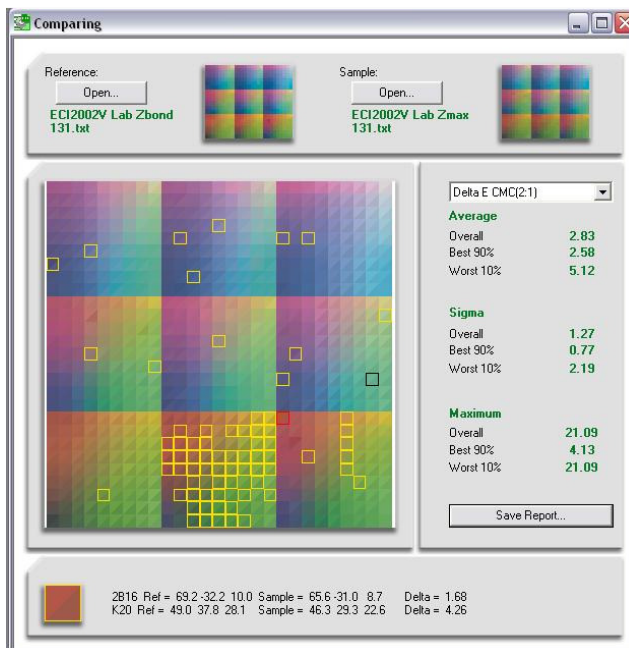 Comparing
Reference:
Open...
ECI2002V Lab Zbond
131.txt
Sample:
Open...
ECI2002V Lab Zmax
131.txt
Delta E CMC(2:1)
Average
Overall 2.83
Best 90% 2.58
Worst 10% 5.12
Sigma
Overall 1.27
Best 90% 0.77
Worst 10% 2.19
Maximum
Overall 21.09
Best 90% 4.13
Worst 10% 21.09
Save Report...
2B16 Ref = 69.2 -32.2 10.0 Sample = 65.6 -31.0 8.7 Delta = 1.68
K20 Ref = 49.0 37.8 28.1 Sample = 46.3 29.3 22.6 Delta = 4.26